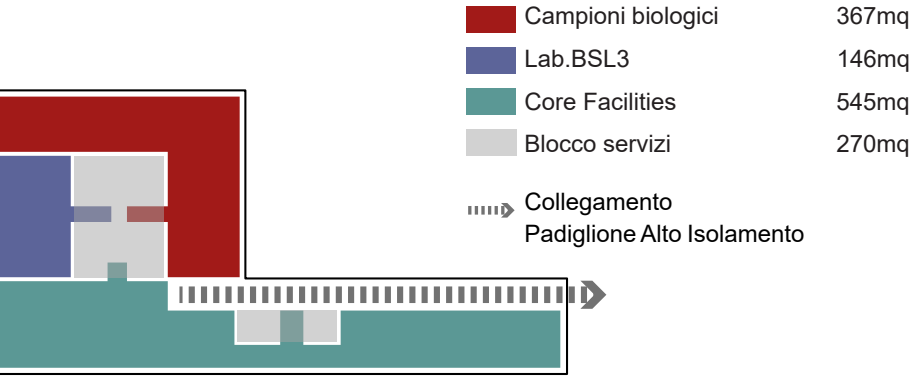 Campioni biologici 367mq
Lab.BSL3 146mq
Core Facilities 545mq
Blocco servizi 270mq
Collegamento
Padiglione Alto Isolamento